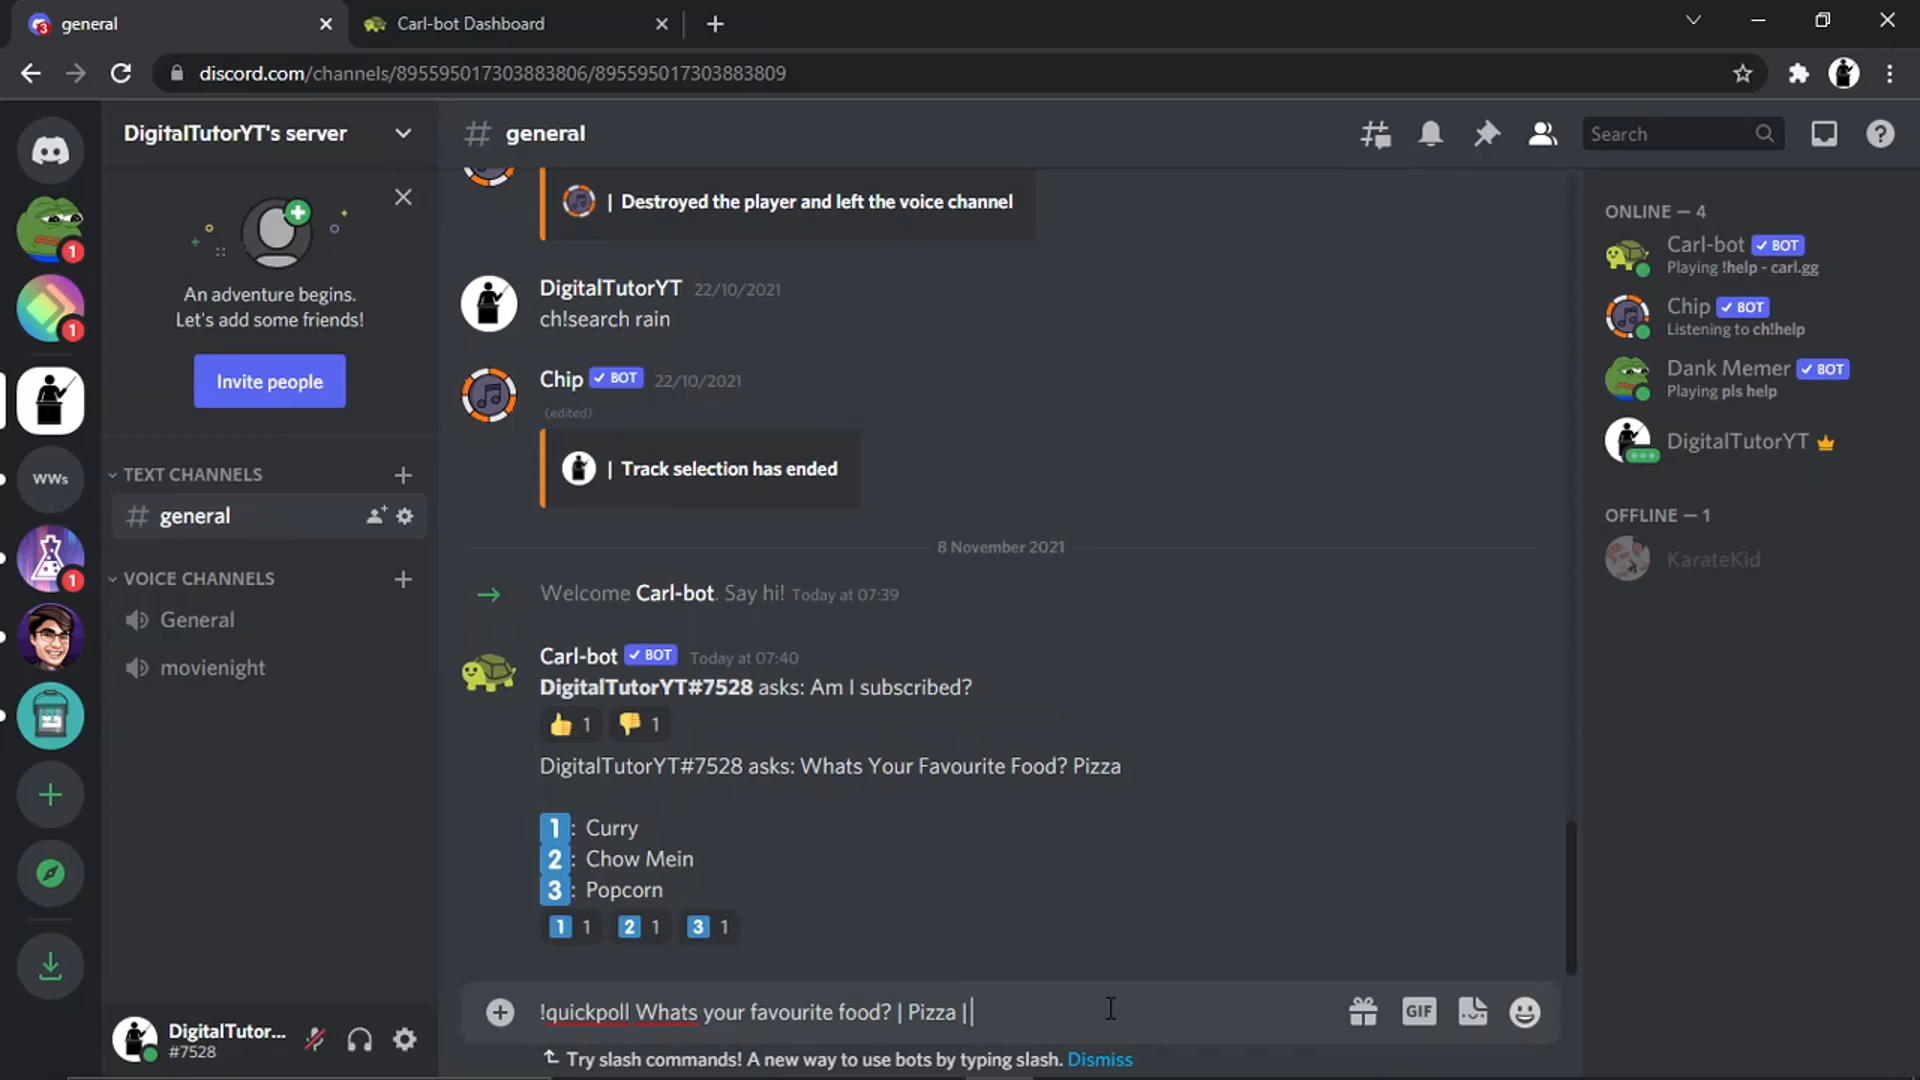 general
Carl-bot Dashboard
discord.com/channels/895595017303883806/895595017303883809
DigitalTutorYT's server
general
Search
An adventure begins.
Let's add some friends!
Invite people
TEXT CHANNELS
general
VOICE CHANNELS
General
movienight
WWs
1
1
1
3
| Destroyed the player and left the voice channel
DigitalTutorYT 22/10/2021
ch!search rain
Chip ✓ BOT 22/10/2021
(edited)
| Track selection has ended
8 November 2021
Welcome Carl-bot. Say hi! Today at 07:39
Carl-bot ✓ BOT Today at 07:40
DigitalTutorYT#7528 asks: Am I subscribed?
👍 1 👎 1
DigitalTutorYT#7528 asks: Whats Your Favourite Food? Pizza
1: Curry
2: Chow Mein
3: Popcorn
1 1 2 1 3 1
!quickpoll Whats your favourite food? | Pizza |
GIF
Try slash commands! A new way to use bots by typing slash. Dismiss
DigitalTutor...
#7528
ONLINE — 4
Carl-bot ✓ BOT
Playing !help - carl.gg
Chip ✓ BOT
Listening to ch!help
Dank Memer ✓ BOT
Playing pls help
DigitalTutorYT
OFFLINE — 1
KarateKid